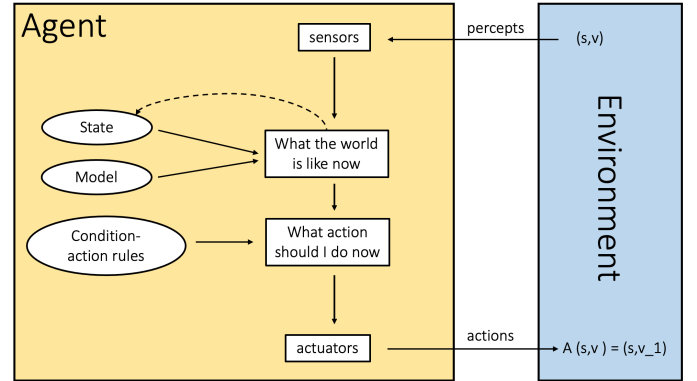 Agent
sensors
percepts
(s,v)
State
What the world
is like now
Model
Condition-
action rules
What action
should I do now
Environment
actuators
actions
A (s,v ) = (s,v_1)